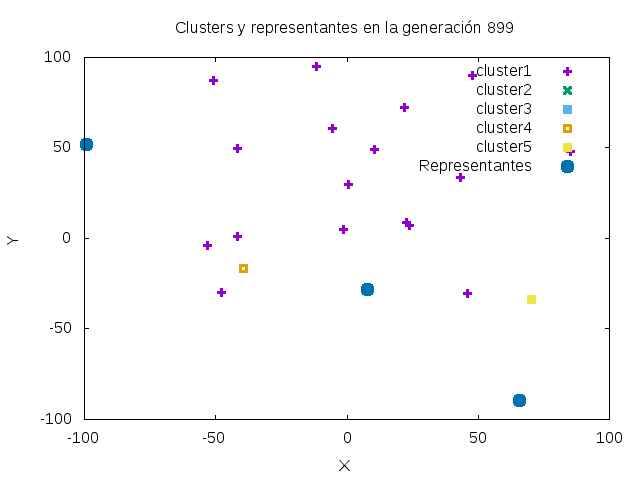 Clusters y representantes en la generación 899
100
50
0
-50
-100
-100
-50
0
50
100
Y
X
cluster1
cluster2
cluster3
cluster4
cluster5
Representantes